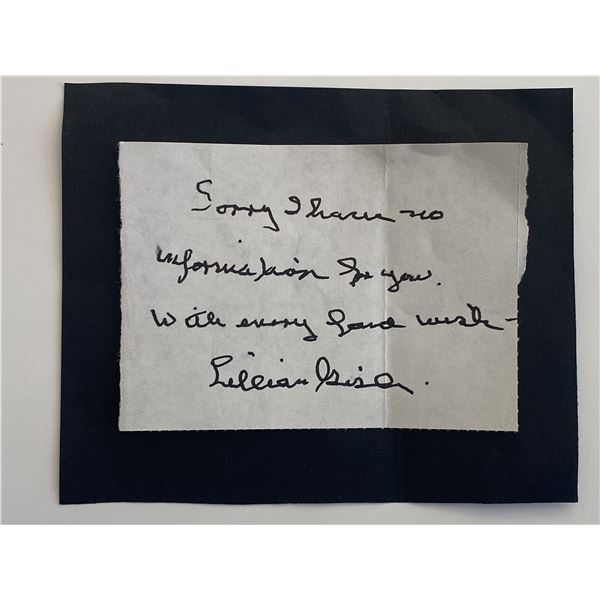 Sorry I have no
information for you.
With every good wish -
Lillian Gish.